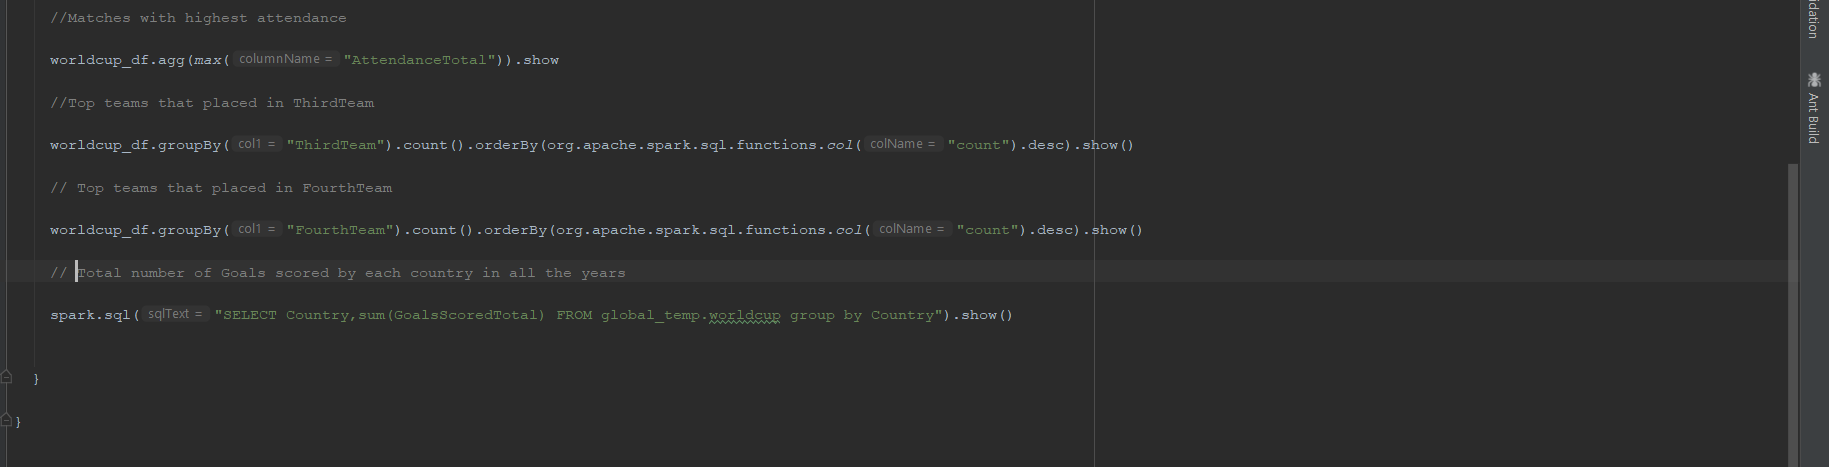 //Matches with highest attendance
worldcup_df.agg(max( columnName = "AttendanceTotal")).show
//Top teams that placed in ThirdTeam
worldcup_df.groupBy( col1 = "ThirdTeam").count().orderBy(org.apache.spark.sql.functions.col( colName = "count").desc).show()
// Top teams that placed in FourthTeam
worldcup_df.groupBy( col1 = "FourthTeam").count().orderBy(org.apache.spark.sql.functions.col( colName = "count").desc).show()
// Total number of Goals scored by each country in all the years
spark.sql( sqlText = "SELECT Country,sum(GoalsScoredTotal) FROM global_temp.worldcup group by Country").show()
}
}
Ant Build